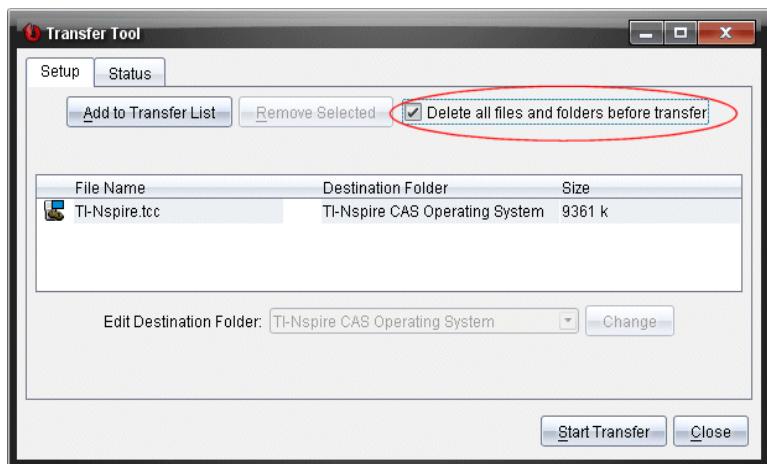 Transfer Tool
Setup Status
Add to Transfer List Remove Selected Delete all files and folders before transfer
File Name Destination Folder Size
TI-Nspire.tcc TI-Nspire CAS Operating System 9361 k
Edit Destination Folder: TI-Nspire CAS Operating System Change
Start Transfer Close